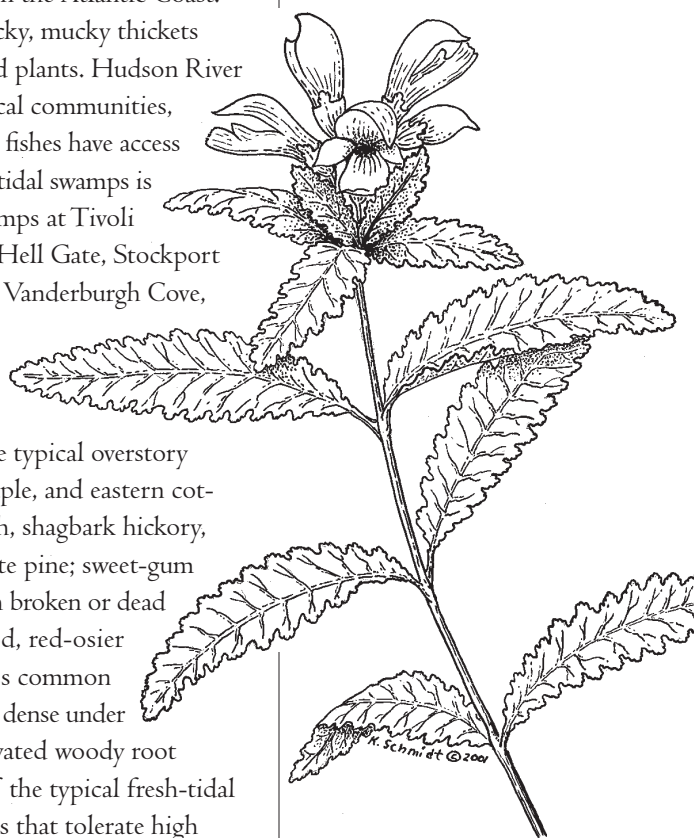 the Atlantic Coast.
cky, mucky thickets
d plants. Hudson River
cal communities,
fishes have access
tidal swamps is
mps at Tivoli
Hell Gate, Stockport
Vanderburgh Cove,
e typical overstory
ple, and eastern cot-
h, shagbark hickory,
te pine; sweet-gum
n broken or dead
d, red-osier
s common
dense under
vated woody root
f the typical fresh-tidal
s that tolerate high
K. Schmidt © 2001